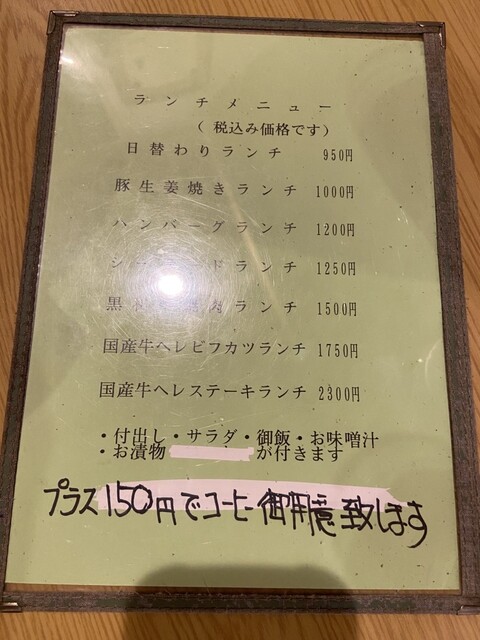 ランチメニュー
(税込み価格です)
日替わりランチ 950円
豚生姜焼きランチ 1000円
ハンバーグランチ 1200円
シーフードランチ 1250円
黒 ランチ 1500円
国産牛ヘレビフカツランチ 1750円
国産牛ヘレステーキランチ 2300円
・付出し・サラダ・御飯・お味噌汁
・お漬物 が付きます
プラス150円でコーヒー御用意致します